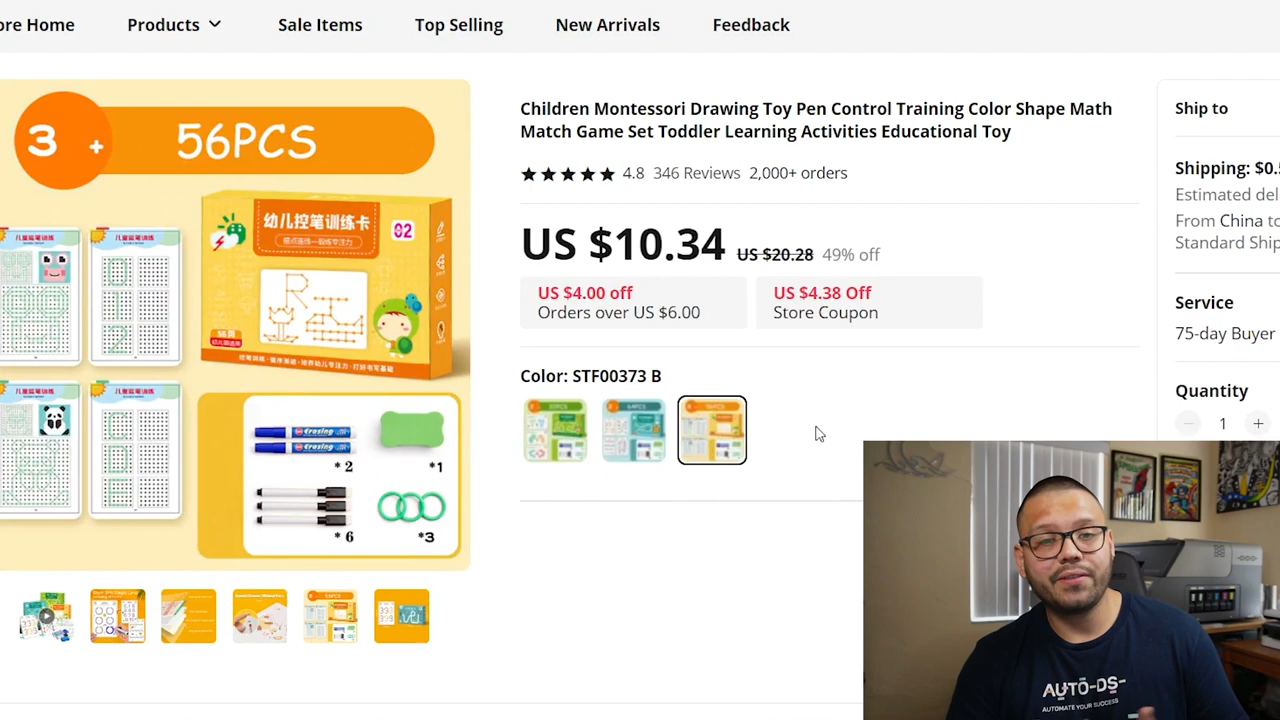 ore Home
Products
Sale Items
Top Selling
New Arrivals
Feedback
3 +
56PCS
幼儿控笔训练卡
02
Erasing
Erasing
* 2
*1
* 6
*3
Children Montessori Drawing Toy Pen Control Training Color Shape Math
Match Game Set Toddler Learning Activities Educational Toy
4.8 346 Reviews 2,000+ orders
US $10.34 US $20.28 49% off
US $4.00 off
Orders over US $6.00
US $4.38 Off
Store Coupon
Color: STF00373 B
Ship to
Shipping: $0.5
Estimated del
From China to
Standard Ship
Service
75-day Buyer
Quantity
1 +
AUTO-DS-
AUTOMATE YOUR SUCCESS